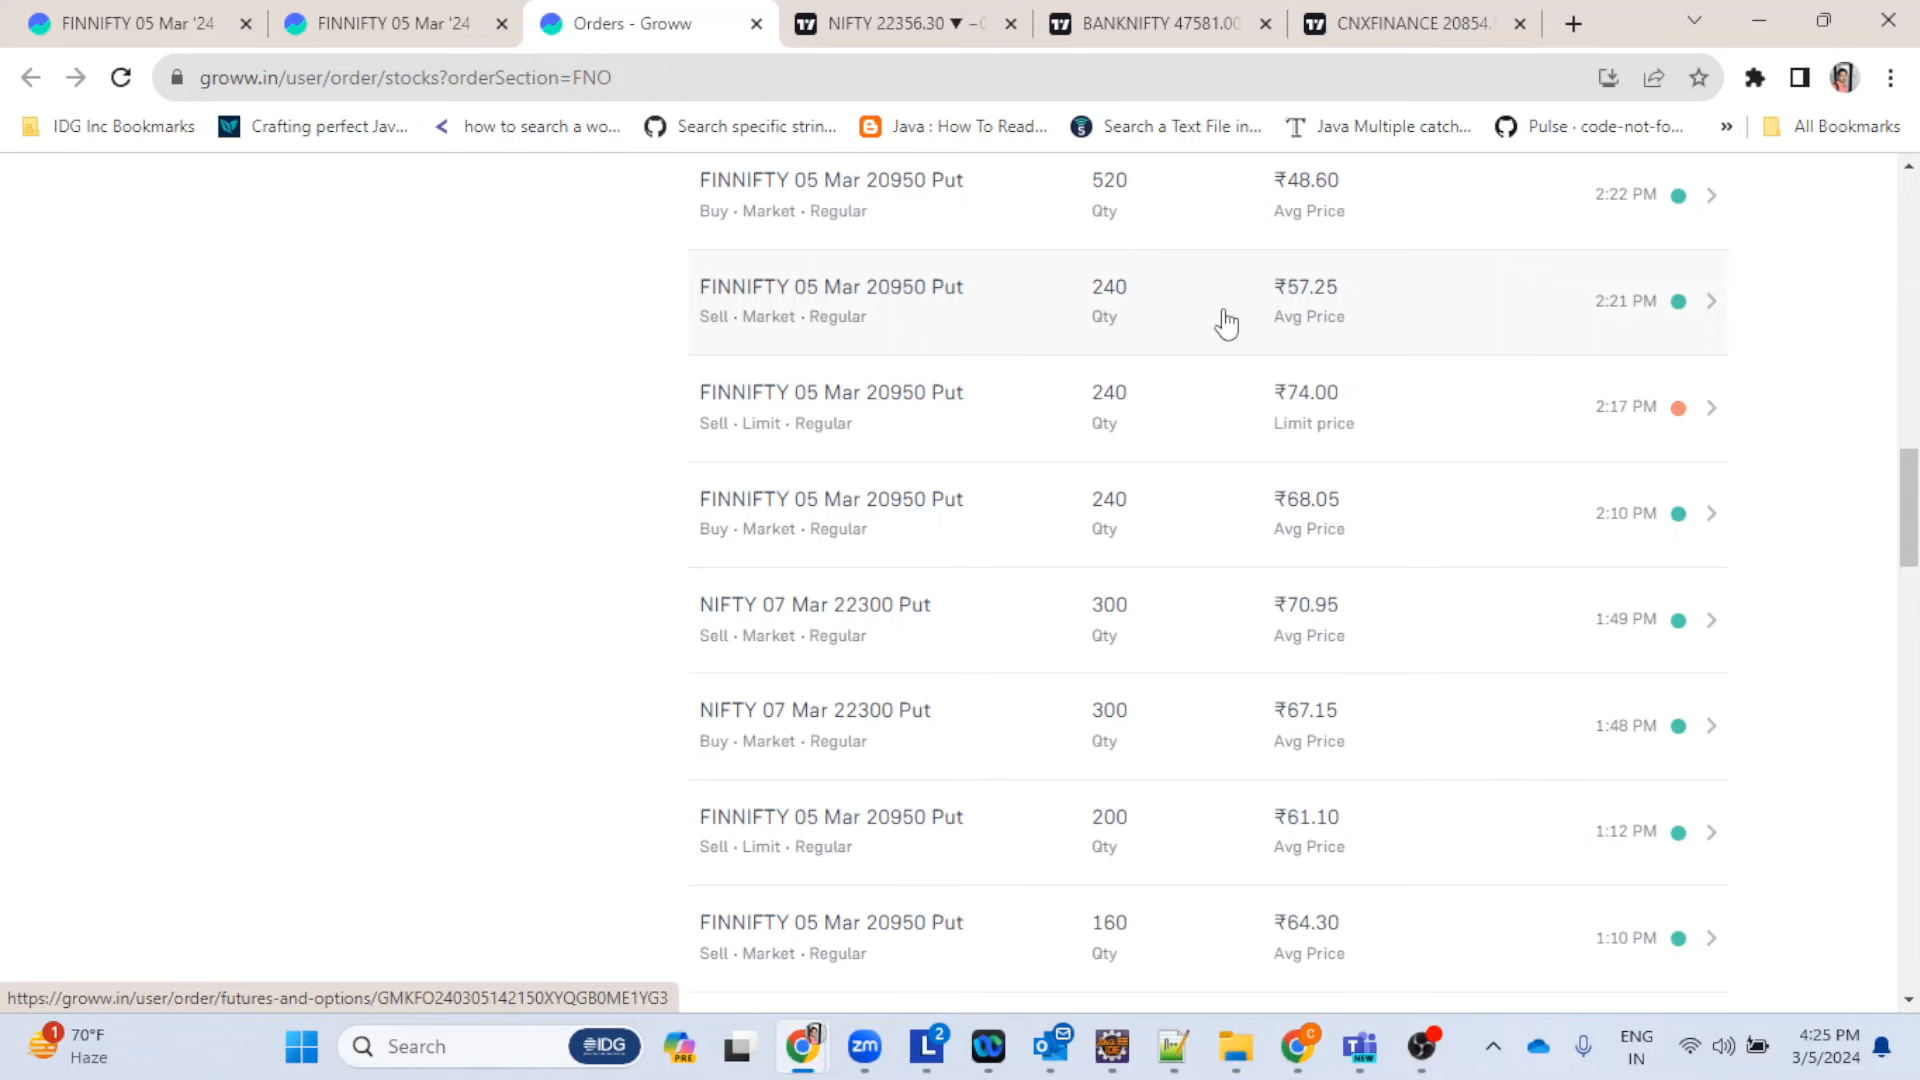 FINNIFTY 05 Mar '24
FINNIFTY 05 Mar '24
Orders - Groww
NIFTY 22356.30 ▼ −
BANKNIFTY 47581.00
CNXFINANCE 20854.
groww.in/user/order/stocks?orderSection=FNO
IDG Inc Bookmarks
Crafting perfect Jav...
how to search a wo...
Search specific strin...
Java : How To Read...
Search a Text File in...
Java Multiple catch...
Pulse · code-not-fo...
»
All Bookmarks
FINNIFTY 05 Mar 20950 Put 520 ₹48.60
2:22 PM
Buy · Market · Regular Qty Avg Price
FINNIFTY 05 Mar 20950 Put 240 ₹57.25
2:21 PM
Sell · Market · Regular Qty Avg Price
FINNIFTY 05 Mar 20950 Put 240 ₹74.00
2:17 PM
Sell · Limit · Regular Qty Limit price
FINNIFTY 05 Mar 20950 Put 240 ₹68.05
2:10 PM
Buy · Market · Regular Qty Avg Price
NIFTY 07 Mar 22300 Put 300 ₹70.95
1:49 PM
Sell · Market · Regular Qty Avg Price
NIFTY 07 Mar 22300 Put 300 ₹67.15
1:48 PM
Buy · Market · Regular Qty Avg Price
FINNIFTY 05 Mar 20950 Put 200 ₹61.10
1:12 PM
Sell · Limit · Regular Qty Avg Price
FINNIFTY 05 Mar 20950 Put 160 ₹64.30
1:10 PM
Sell · Market · Regular Qty Avg Price
https://groww.in/user/order/futures-and-options/GMKFO240305142150XYQGB0ME1YG3
1
70°F
Haze
Search
IDG
PRE
zm
L
2
C
NEW
ENG
IN
4:25 PM
3/5/2024